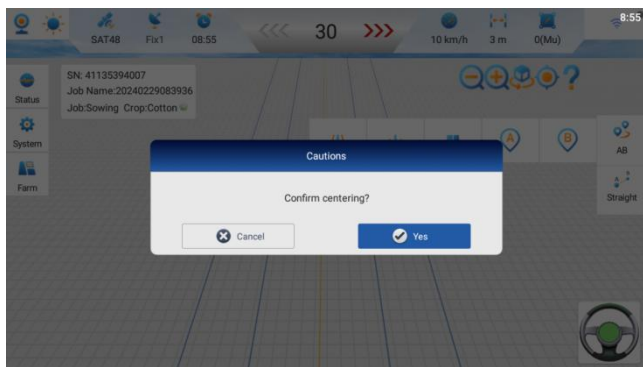 8:55
SAT48
Fix1
08:55
<<<
30
>>>
10 km/h
3 m
0(Mu)
SN: 41135394007
Job Name:20240229083936
Job:Sowing Crop:Cotton
Status
System
Farm
?
A
B
AB
Straight
Cautions
Confirm centering?
Cancel
Yes